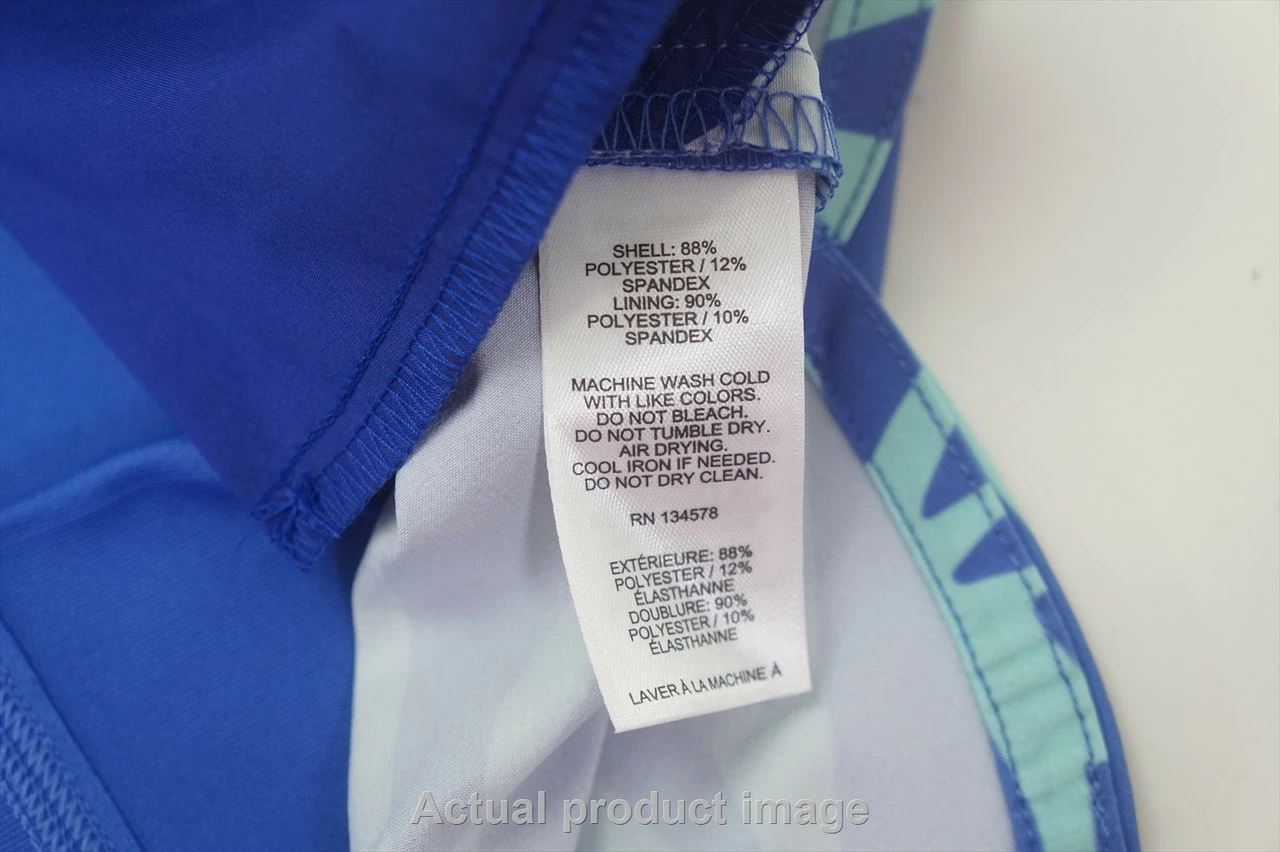 SHELL: 88%
POLYESTER / 12%
SPANDEX
LINING: 90%
POLYESTER / 10%
SPANDEX
MACHINE WASH COLD
WITH LIKE COLORS.
DO NOT BLEACH.
DO NOT TUMBLE DRY.
AIR DRYING.
COOL IRON IF NEEDED.
DO NOT DRY CLEAN.
RN 134578
EXTÉRIEURE: 88%
POLYESTER / 12%
ÉLASTHANNE
DOUBLURE: 90%
POLYESTER / 10%
ÉLASTHANNE
LAVER À LA MACHINE À
Actual product image